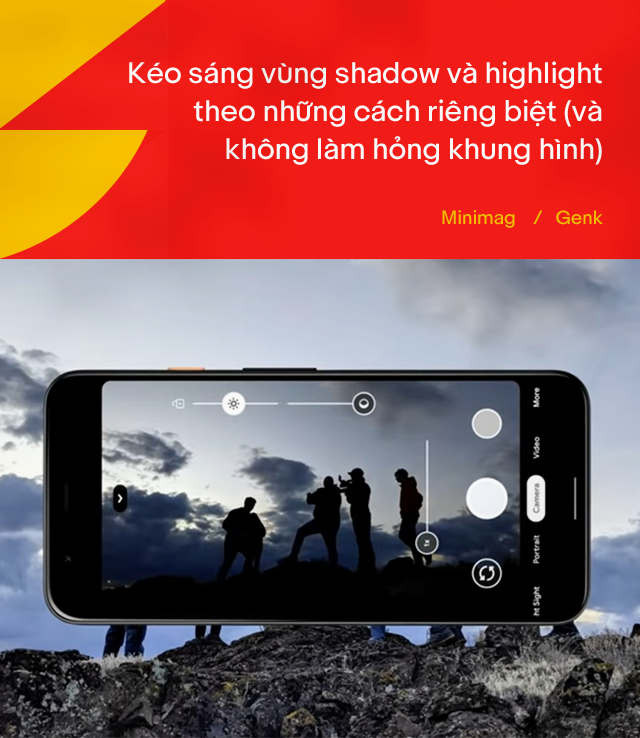 Kéo sáng vùng shadow và highlight
theo những cách riêng biệt (và
không làm hỏng khung hình)
Minimag / Genk
More
Video
Camera
Portrait
ht Sight
1x